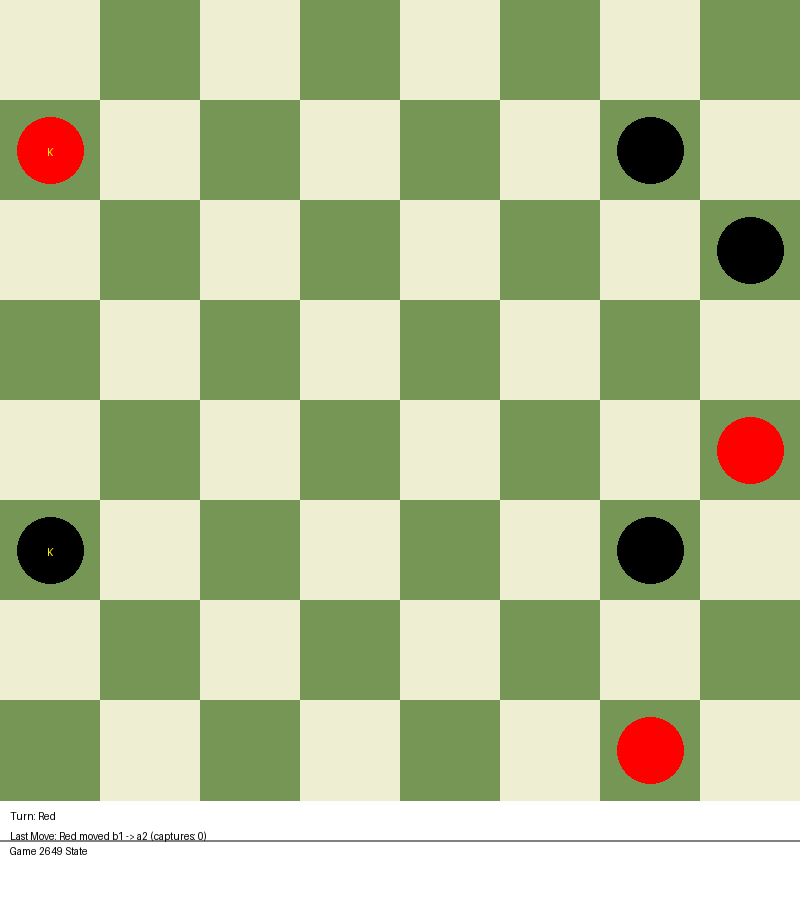 K
K
Turn: Red
Last Move: Red moved b1 -> a2 (captures: 0)
Game 2649 State